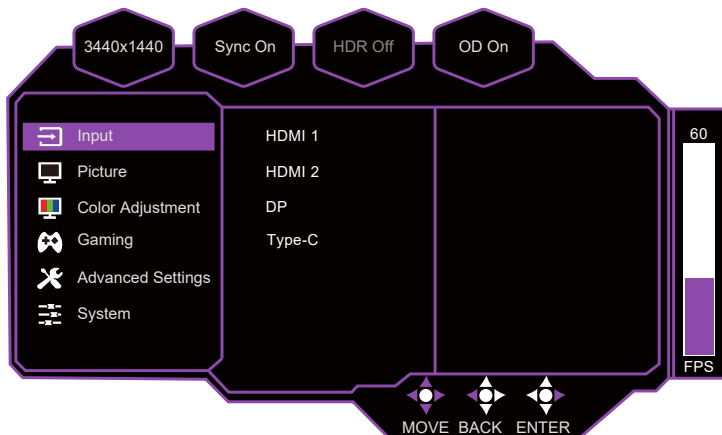 3440x1440
Sync On
HDR Off
OD On
Input
Picture
Color Adjustment
Gaming
Advanced Settings
System
HDMI 1
HDMI 2
DP
Type-C
60
FPS
MOVE
BACK
ENTER